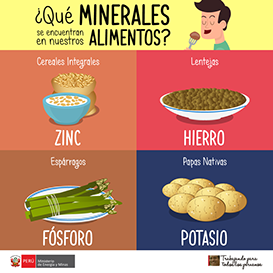 ¿Qué MINERALES
se encuentran
en nuestros ALIMENTOS?
Cereales Integrales
ZINC
Lentejas
HIERRO
Espárragos
FÓSFORO
Papas Nativas
POTASIO
PERÚ Ministerio
de Energía y Minas
Trabajando para
todos los peruanos